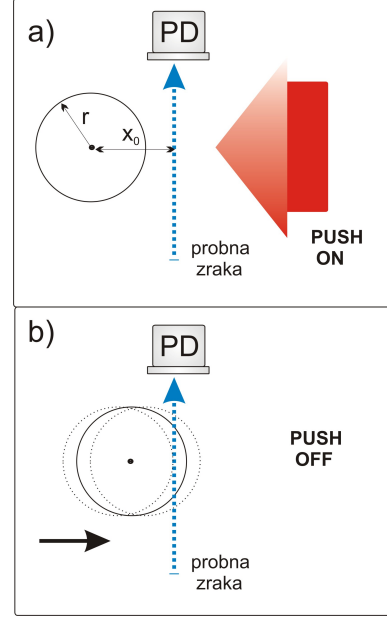 a)
PD
r
x₀
probna
zraka
PUSH
ON
b)
PD
PUSH
OFF
probna
zraka